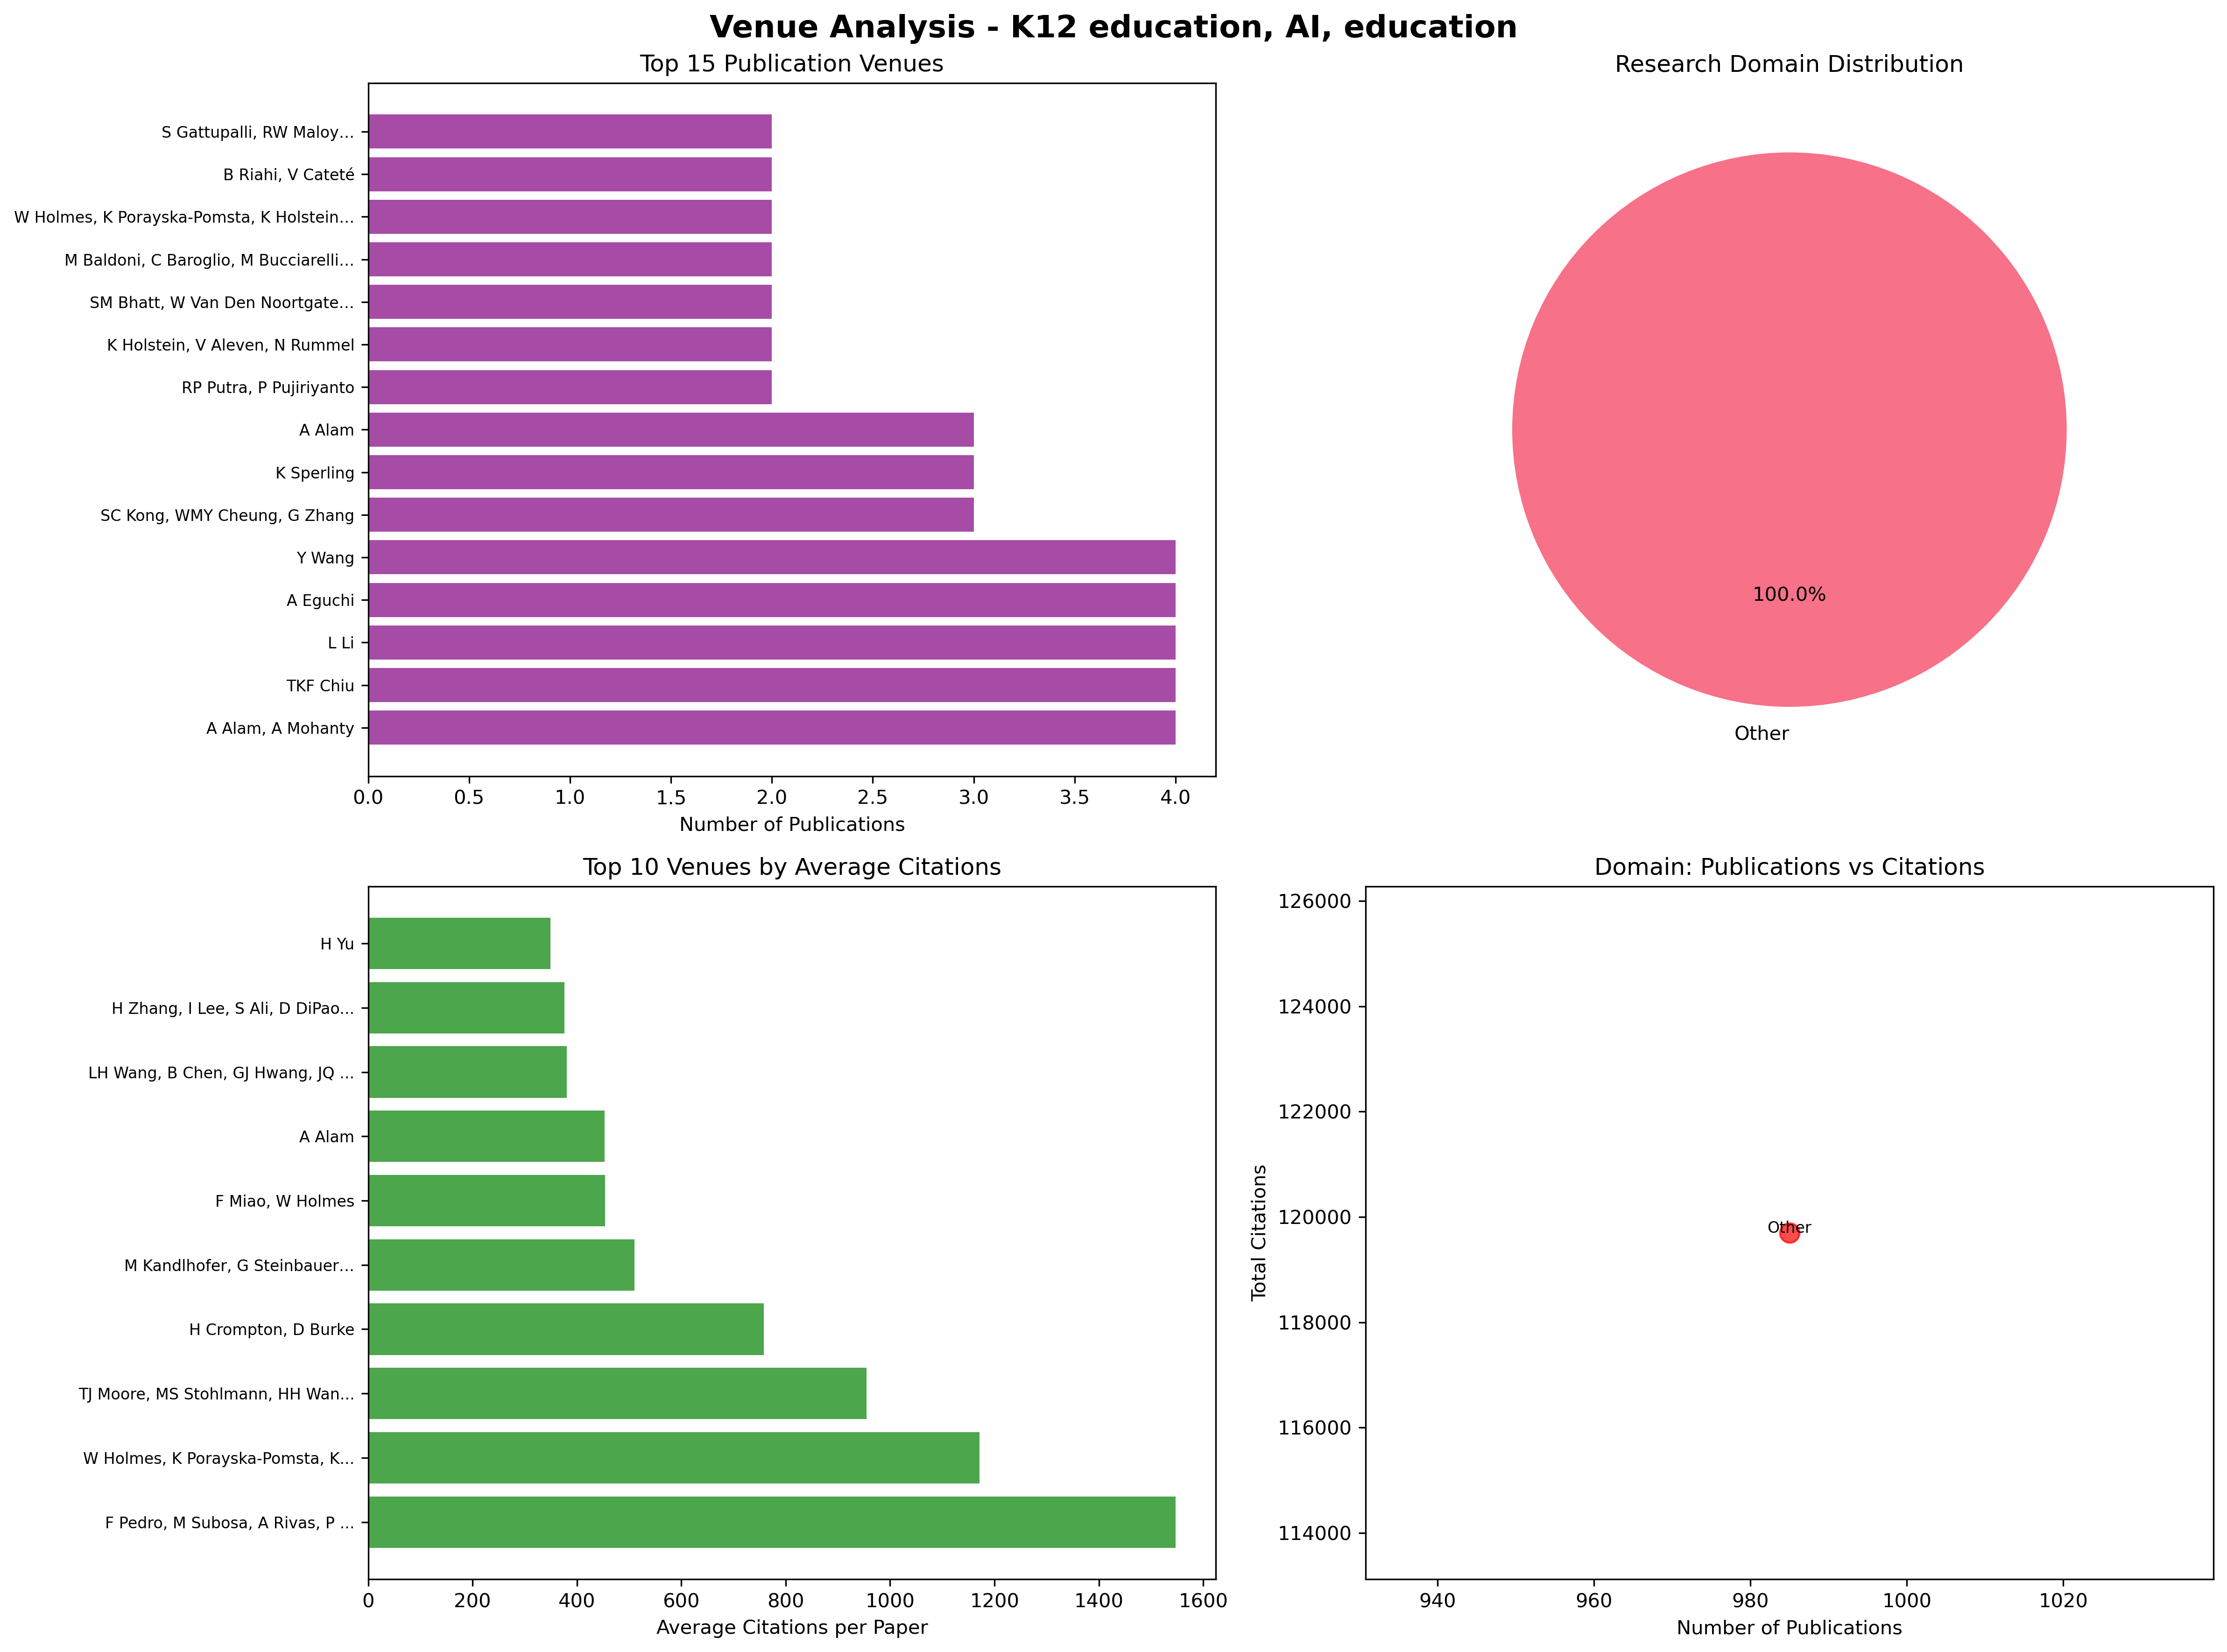 Venue Analysis - K12 education, AI, education
Top 15 Publication Venues
S Gattupalli, RW Maloy...
B Riahi, V Cateté
W Holmes, K Porayska-Pomsta, K Holstein...
M Baldoni, C Baroglio, M Bucciarelli...
SM Bhatt, W Van Den Noortgate...
K Holstein, V Aleven, N Rummel
RP Putra, P Pujiriyanto
A Alam
K Sperling
SC Kong, WMY Cheung, G Zhang
Y Wang
A Eguchi
L Li
TKF Chiu
A Alam, A Mohanty
0.0 0.5 1.0 1.5 2.0 2.5 3.0 3.5 4.0
Number of Publications
Research Domain Distribution
100.0%
Other
Top 10 Venues by Average Citations
H Yu
H Zhang, I Lee, S Ali, D DiPao...
LH Wang, B Chen, GJ Hwang, JQ ...
A Alam
F Miao, W Holmes
M Kandlhofer, G Steinbauer...
H Crompton, D Burke
TJ Moore, MS Stohlmann, HH Wan...
W Holmes, K Porayska-Pomsta, K...
F Pedro, M Subosa, A Rivas, P ...
0 200 400 600 800 1000 1200 1400 1600
Average Citations per Paper
Domain: Publications vs Citations
126000
124000
122000
120000
118000
116000
114000
Total Citations
Other
940 960 980 1000 1020
Number of Publications